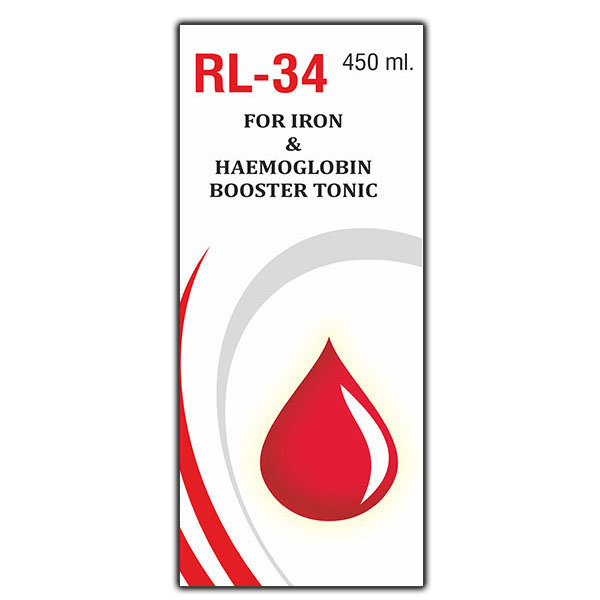 RL-34 450 ml.
FOR IRON
&
HAEMOGLOBIN
BOOSTER TONIC